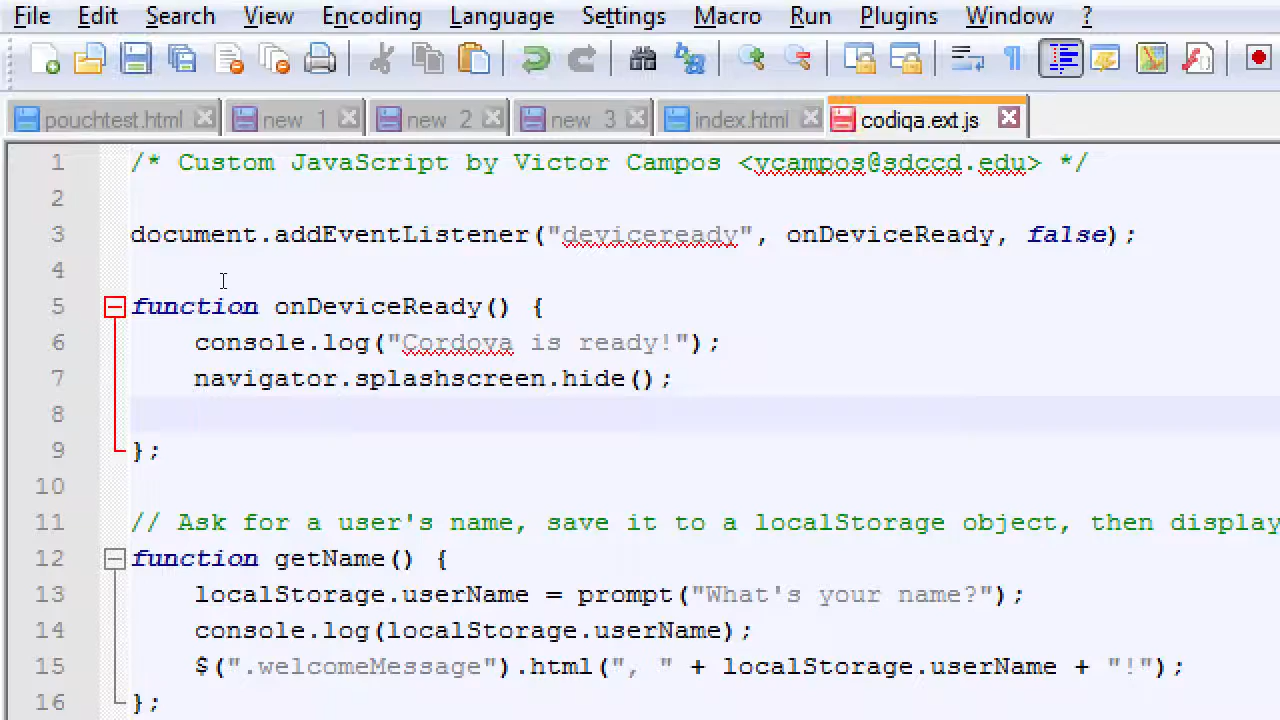 File Edit Search View Encoding Language Settings Macro Run Plugins Window ?
pouchtest.html new 1 new 2 new 3 index.html codiqa.ext.js
1 /* Custom JavaScript by Victor Campos <vcampos@sdccd.edu> */
2
3 document.addEventListener("deviceready", onDeviceReady, false);
4
5 function onDeviceReady() {
6 console.log("Cordova is ready!");
7 navigator.splashscreen.hide();
8
9 };
10
11 // Ask for a user's name, save it to a localStorage object, then display
12 function getName() {
13 localStorage.userName = prompt("What's your name?");
14 console.log(localStorage.userName);
15 $(".welcomeMessage").html(", " + localStorage.userName + "!");
16 };